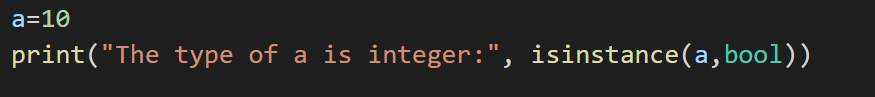 a=10
print("The type of a is integer:", isinstance(a,bool))